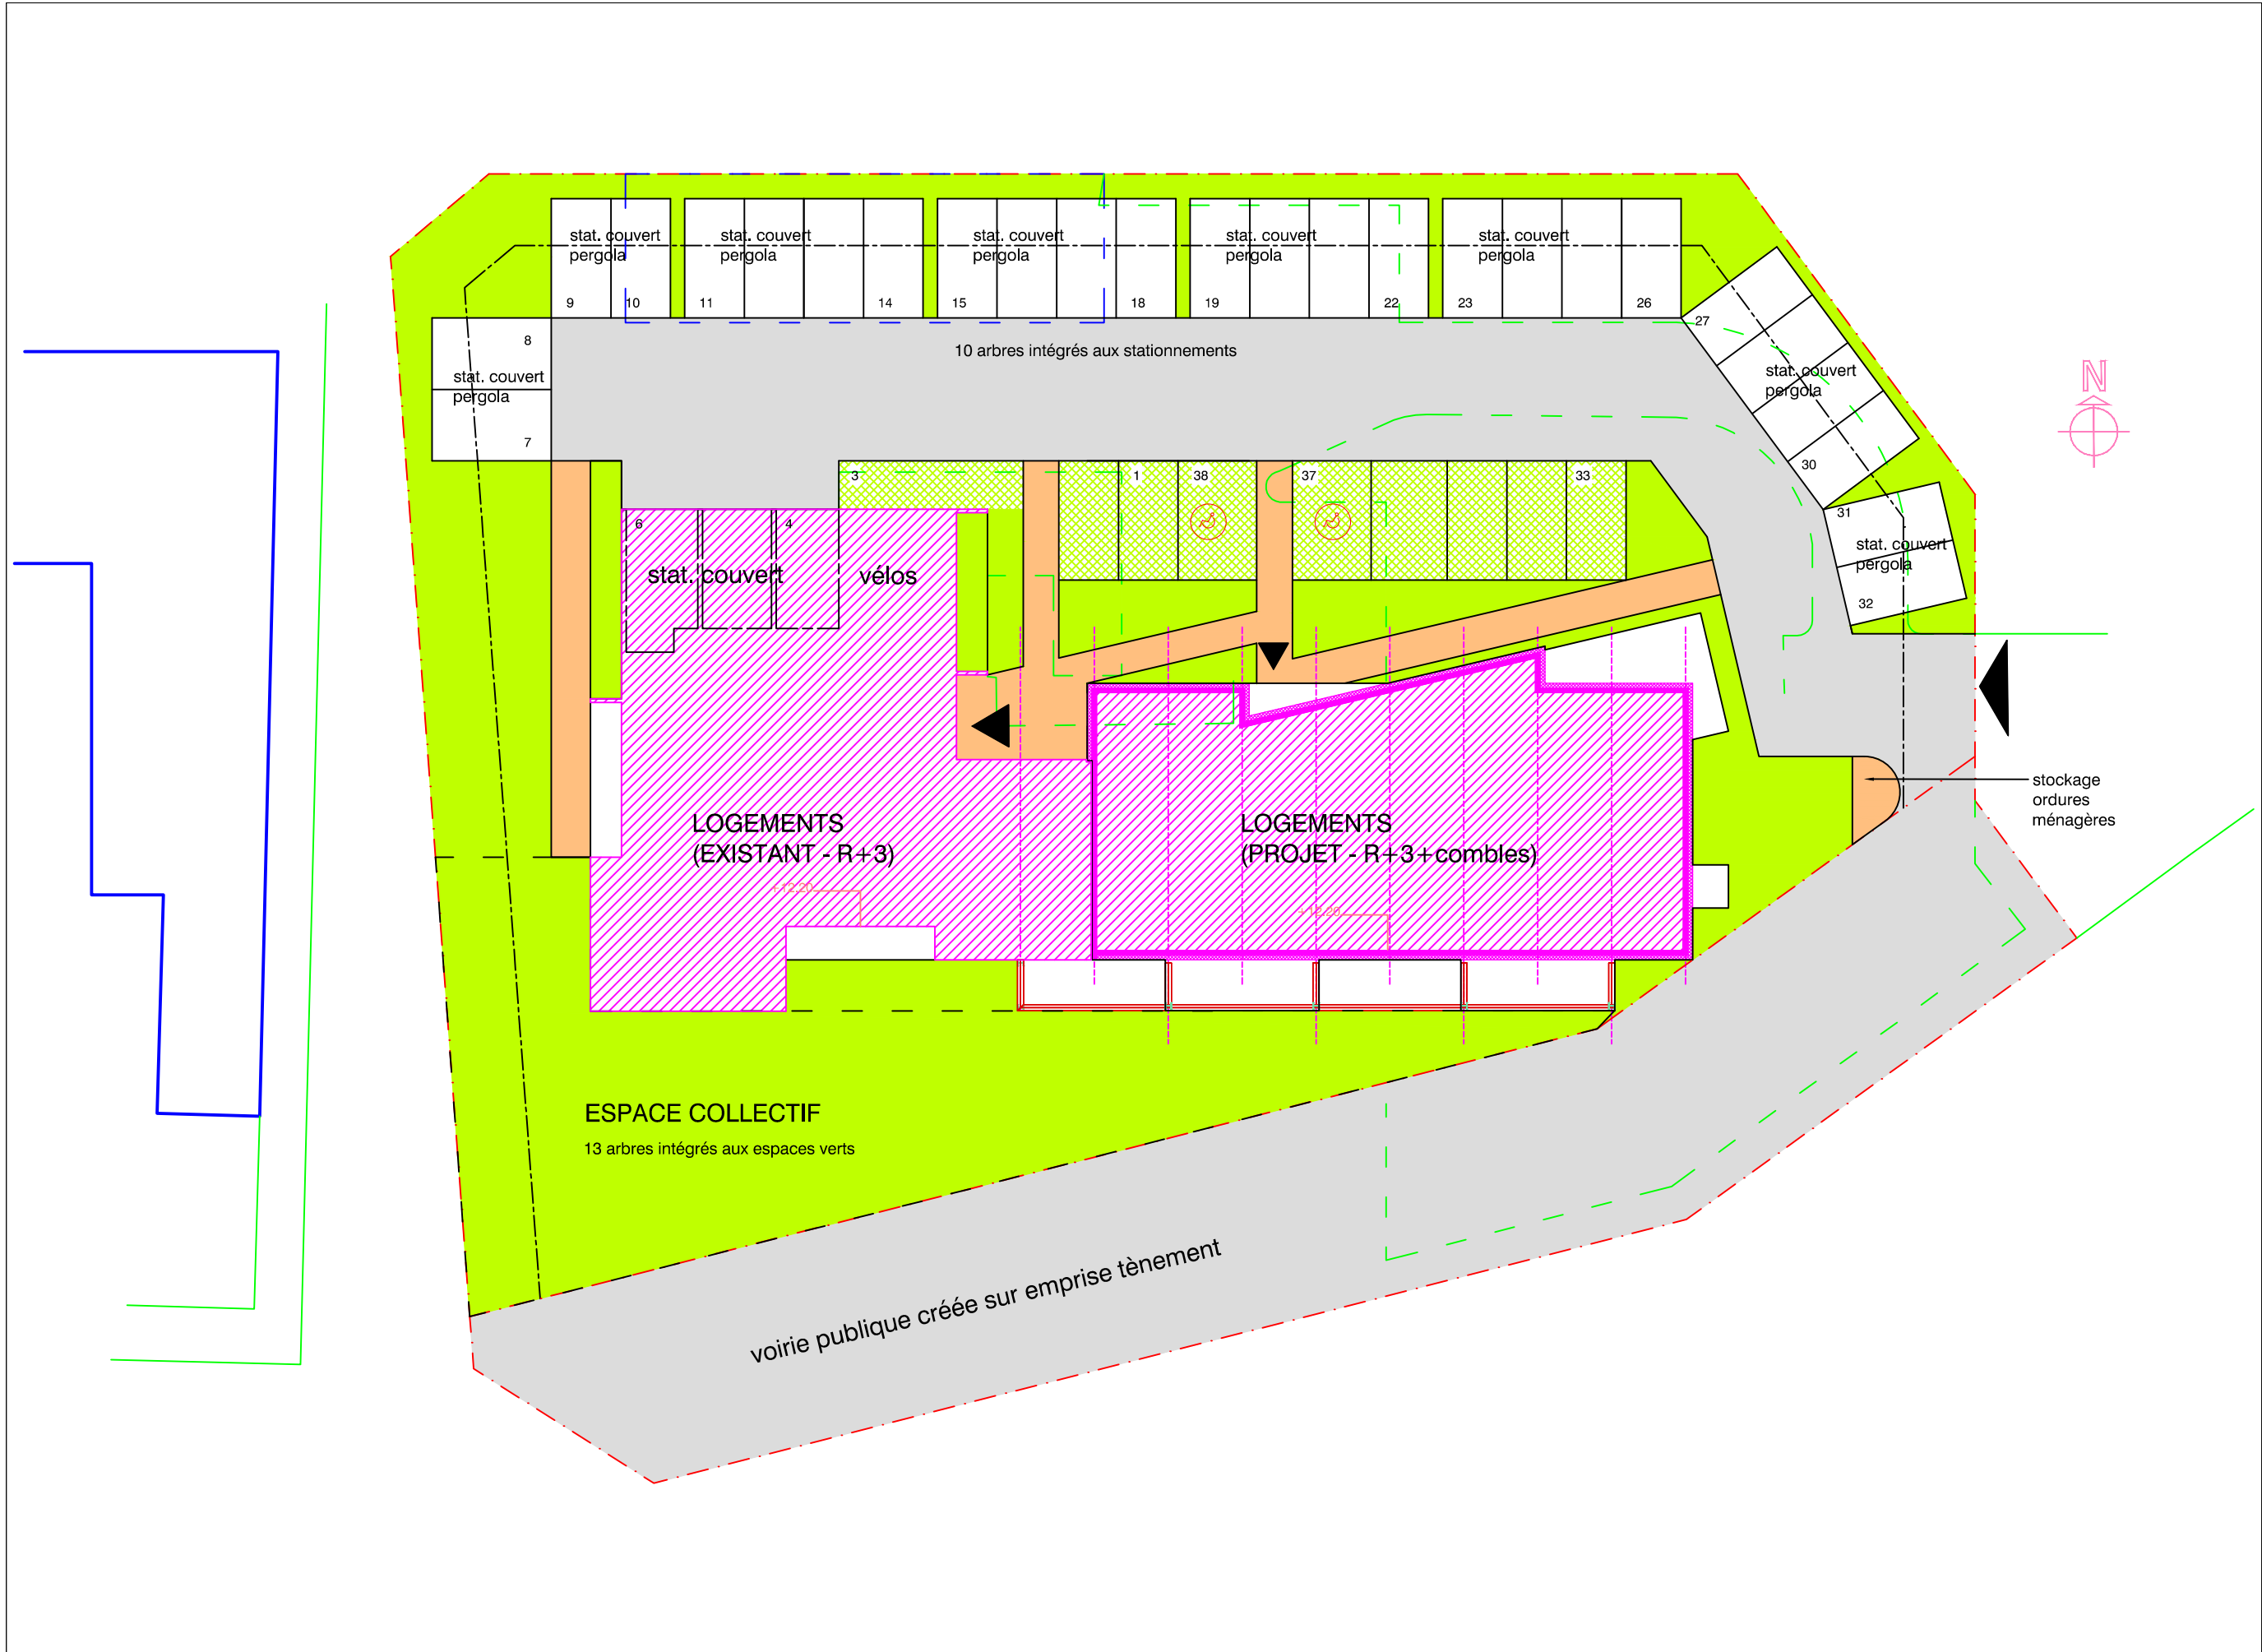 stat. couvert
pergola
9
10
stat. couvert
pergola
11
14
stat. couvert
pergola
15
18
stat. couvert
pergola
19
22
stat. couvert
pergola
23
26
27
stat. couvert
pergola
30
8
stat. couvert
pergola
7
10 arbres intégrés aux stationnements
N
3
1
38
37
33
6
4
stat. couvert
vélos
31
stat. couvert
pergola
32
stockage
ordures
ménagères
LOGEMENTS
(EXISTANT - R+3)
+12.20
LOGEMENTS
(PROJET - R+3+combles)
+12.20
ESPACE COLLECTIF
13 arbres intégrés aux espaces verts
voirie publique créée sur emprise tènement